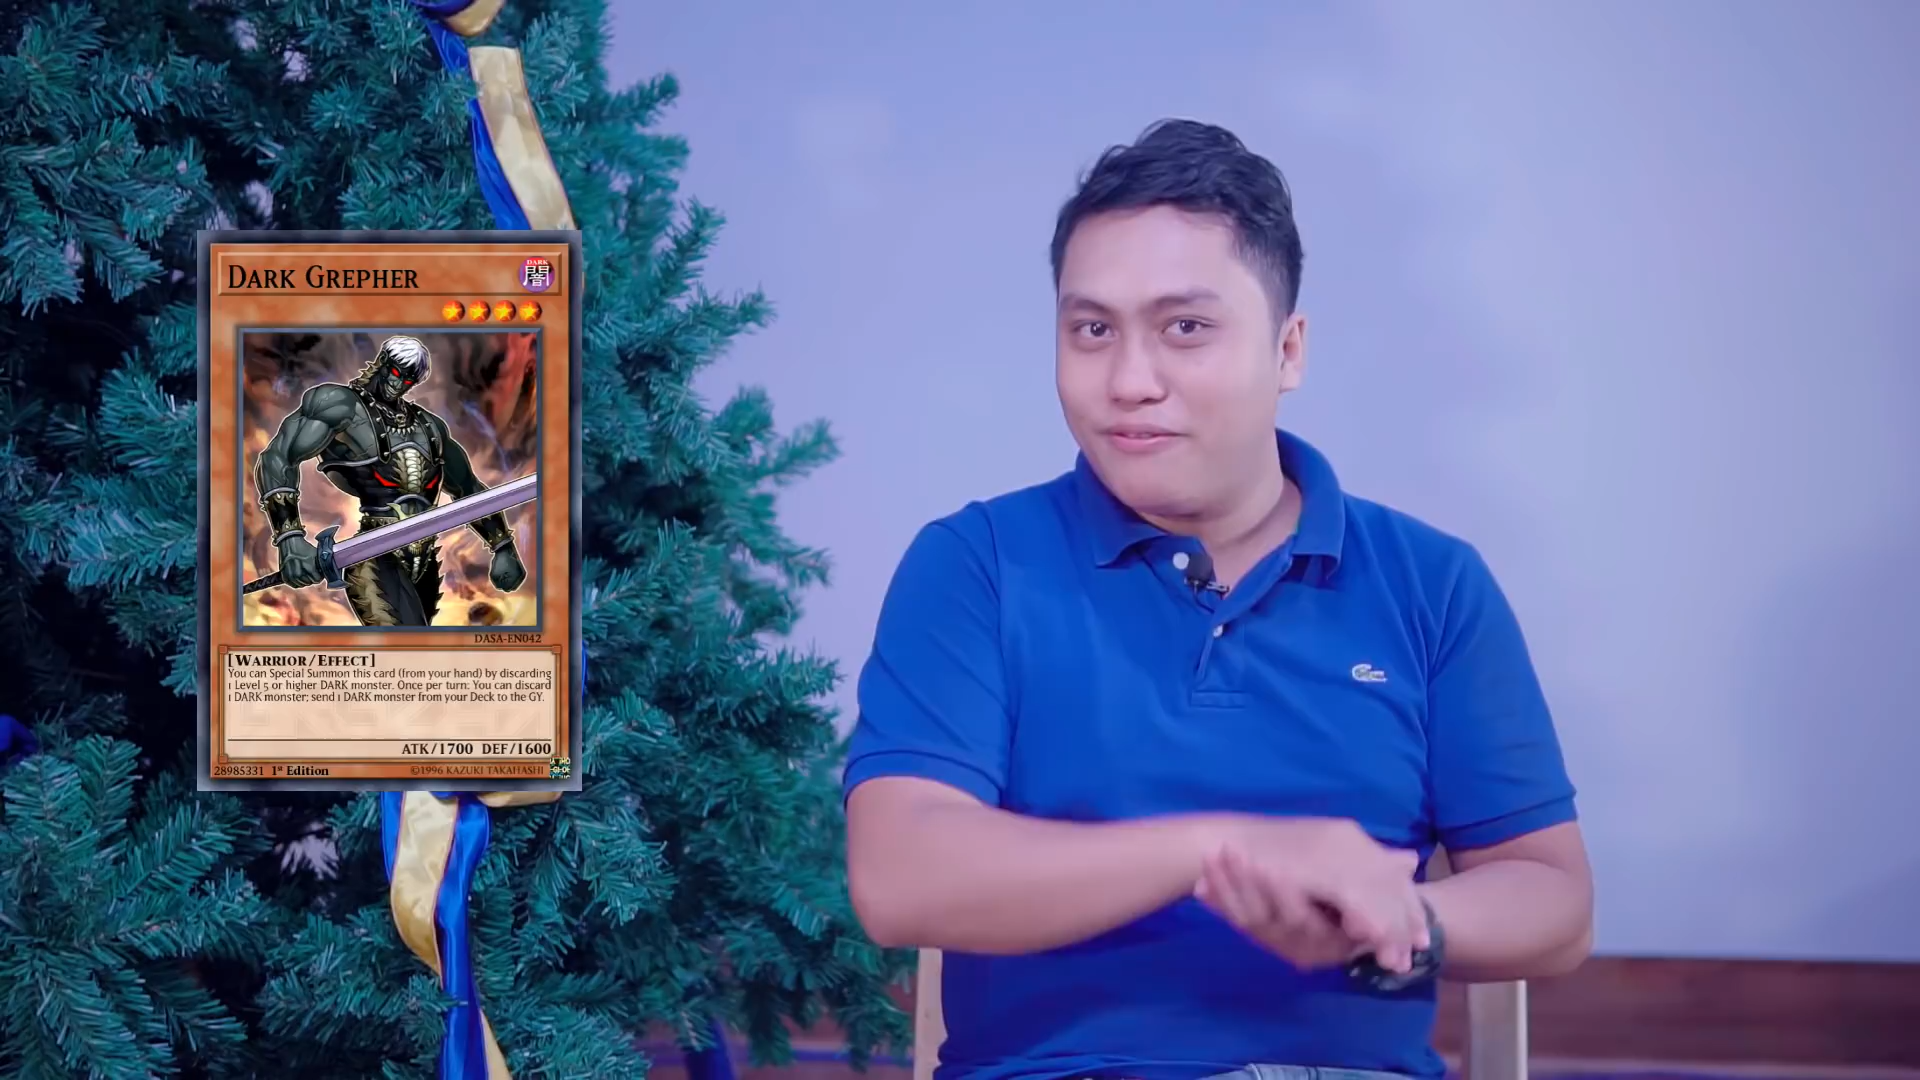 DARK GREPHER
DARK
闇
DASA-EN042
[WARRIOR/EFFECT]
You can Special Summon this card (from your hand) by discarding
1 Level 5 or higher DARK monster. Once per turn: You can discard
1 DARK monster; send 1 DARK monster from your Deck to the GY.
ATK/1700 DEF/1600
28985331 1st Edition ©1996 KAZUKI TAKAHASHI